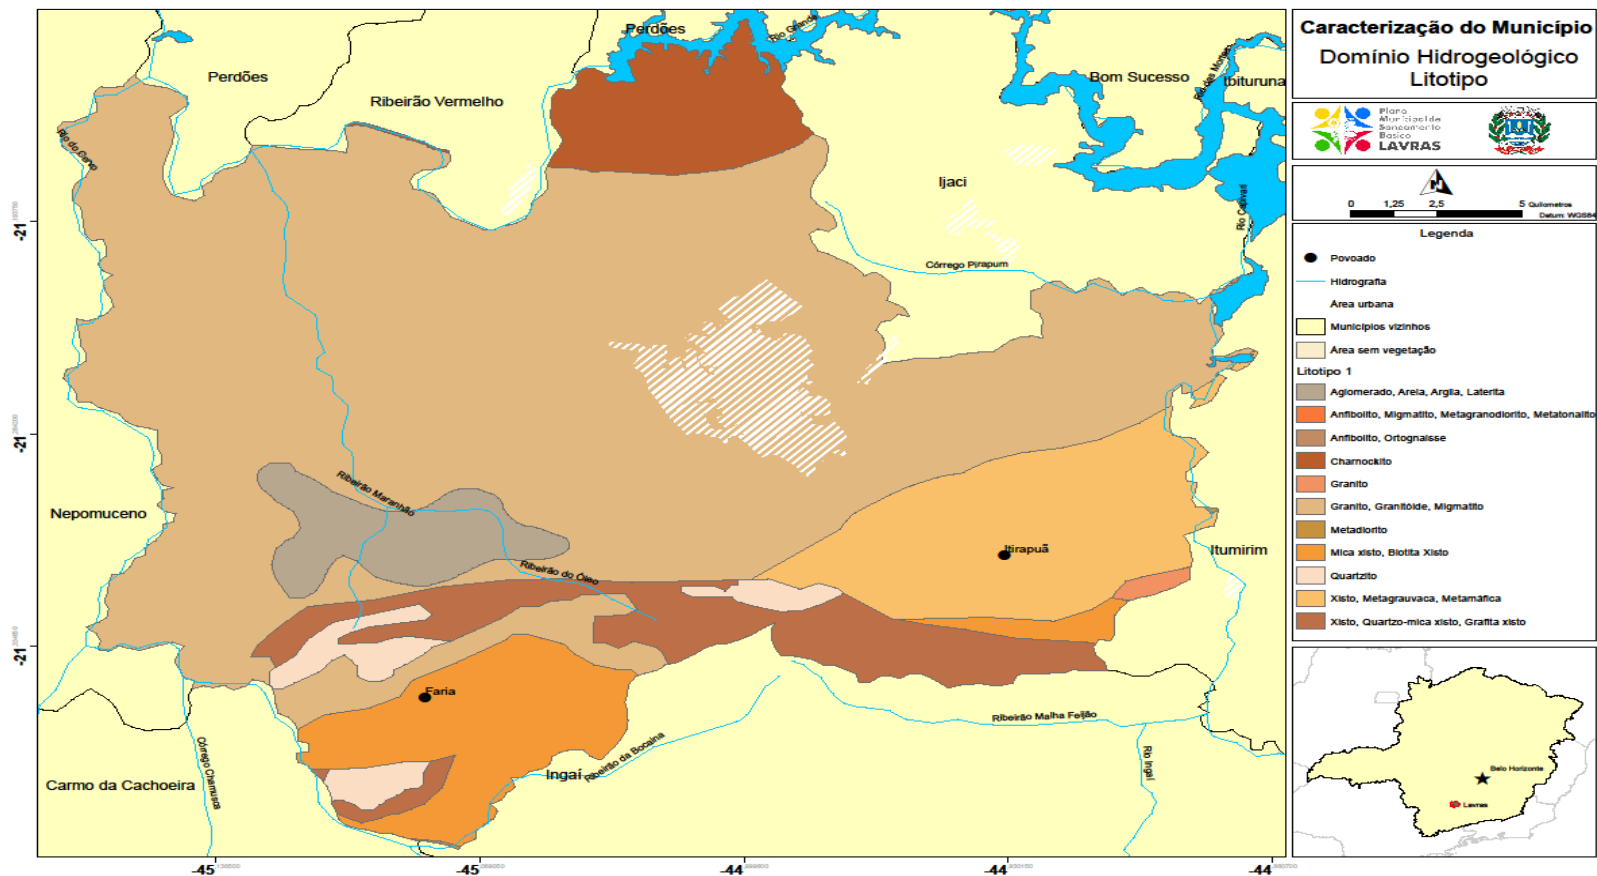 Caracterização do Município
Domínio Hidrogeológico
Litotipo
Plano
Municipal de
Saneamento
Básico
LAVRAS
0 1,25 2,5 5 Quilometros
Datum: WGS84
Legenda
Povoado
Hidrografia
Área urbana
Municípios vizinhos
Área sem vegetação
Litotipo 1
Aglomerado, Areia, Argila, Laterita
Anfibolito, Migmatito, Metagranodiorito, Metatonalito
Anfibolito, Ortognaisse
Charnockito
Granito
Granito, Granitóide, Migmatito
Metadiorito
Mica xisto, Biotita Xisto
Quartzito
Xisto, Metagrauvaca, Metamáfica
Xisto, Quartzo-mica xisto, Grafita xisto
Belo Horizonte
Lavras
Perdões
Perdões
Rio Grande
Ribeirão Vermelho
Bom Sucesso
Rio das Mortes
Ibituruna
Rio do Cervo
Ijaci
Rio Capivari
Córrego Pirapum
Ribeirão Maranhão
Nepomuceno
Itirapuã
Itumirim
Ribeirão do Óleo
Faria
Ribeirão Malha Feijão
Ribeirão da Bocaina
Ingaí
Rio Ingaí
Córrego Chamusca
Carmo da Cachoeira
-21
-21
-21
-45
-45
-44
-44
-44